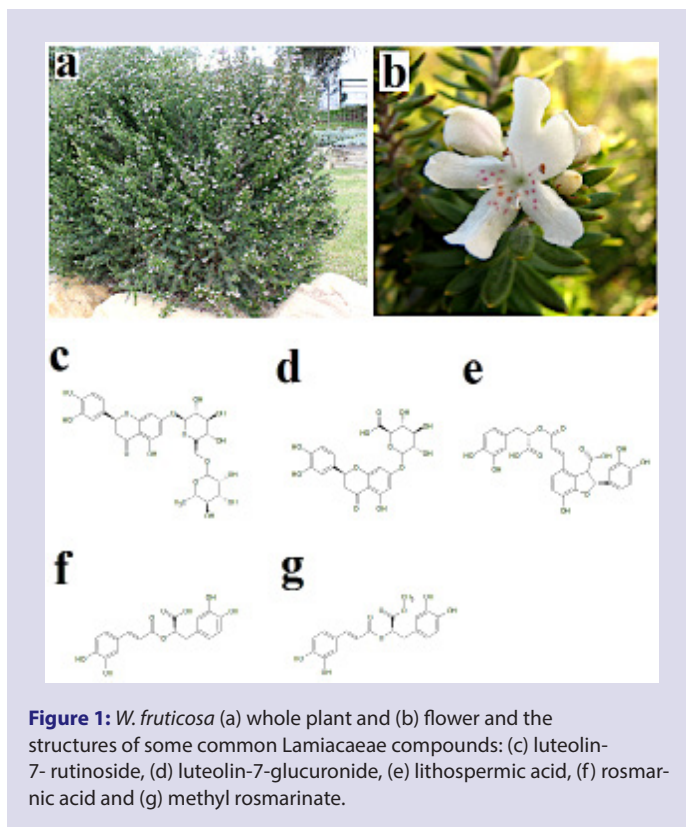 a
b
c
d
e
f
g
Figure 1: W. fruticosa (a) whole plant and (b) flower and the
structures of some common Lamiacaeae compounds: (c) luteolin-
7- rutinoside, (d) luteolin-7-glucuronide, (e) lithospermic acid, (f) rosmar-
nic acid and (g) methyl rosmarinate.